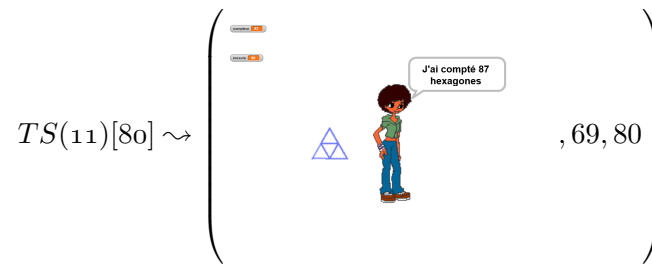 J'ai compté 87
hexagones
TS(11)[80] ⇝ ( , 69, 80 )